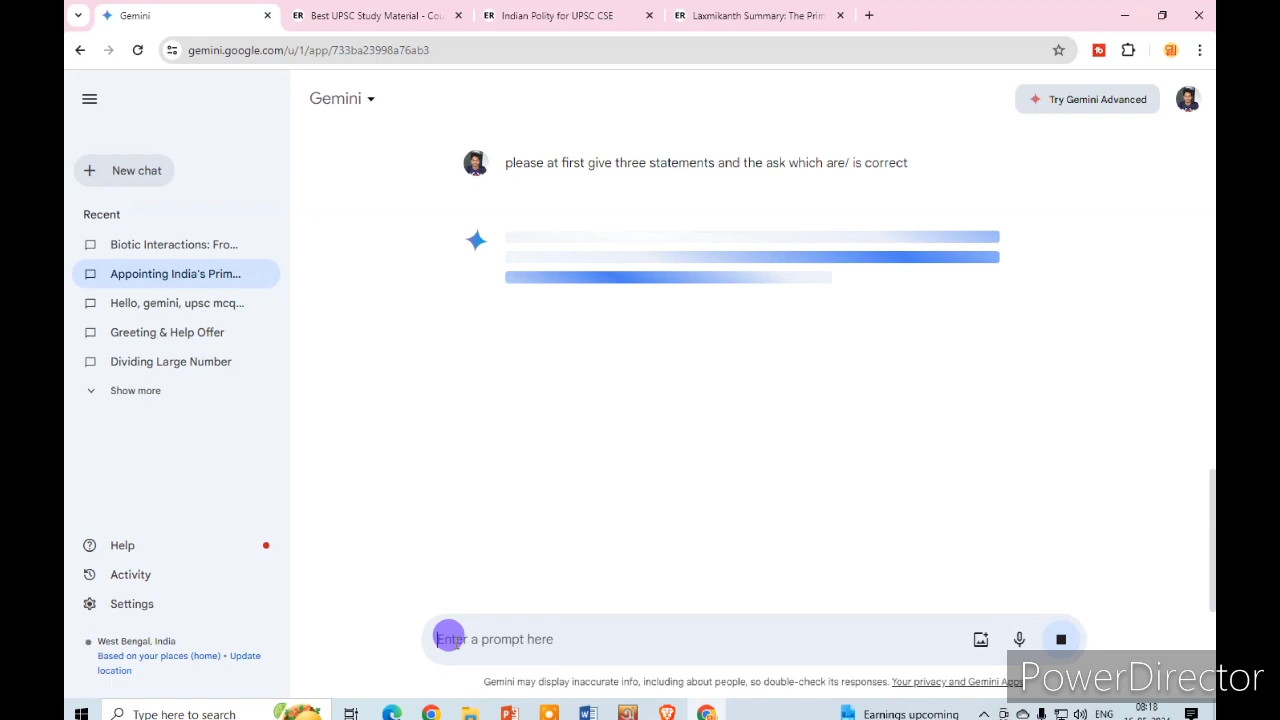 Gemini
Best UPSC Study Material - Cou
Indian Polity for UPSC CSE
Laxmikanth Summary: The Prim
gemini.google.com/u/1/app/733ba23998a76ab3
Gemini
Try Gemini Advanced
New chat
Recent
Biotic Interactions: Fro...
Appointing India's Prim...
Hello, gemini, upsc mcq...
Greeting & Help Offer
Dividing Large Number
Show more
please at first give three statements and the ask which are/ is correct
Help
Activity
Settings
West Bengal, India
Based on your places (home) • Update
location
Enter a prompt here
Gemini may display inaccurate info, including about people, so double-check its responses. Your privacy and Gemini Apps
PowerDirector
Type here to search
Earnings upcoming
ENG
08:18